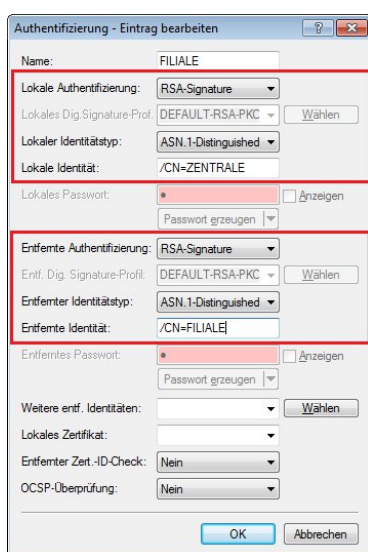 Authentifizierung - Eintrag bearbeiten
Name: FILIALE
Lokale Authentifizierung: RSA-Signature
Lokales Dig.Signature-Prof. DEFAULT-RSA-PKC Wählen
Lokaler Identitätstyp: ASN.1-Distinguished
Lokale Identität: /CN=ZENTRALE
Lokales Passwort: Anzeigen
Passwort erzeugen
Entfernte Authentifizierung: RSA-Signature
Entf. Dig. Signature-Profil: DEFAULT-RSA-PKC Wählen
Entfernter Identitätstyp: ASN.1-Distinguished
Entfernte Identität: /CN=FILIALE
Entferntes Passwort: Anzeigen
Passwort erzeugen
Weitere entf. Identitäten: Wählen
Lokales Zertifikat:
Entfernter Zert.-ID-Check: Nein
OCSP-Überprüfung: Nein
OK Abbrechen